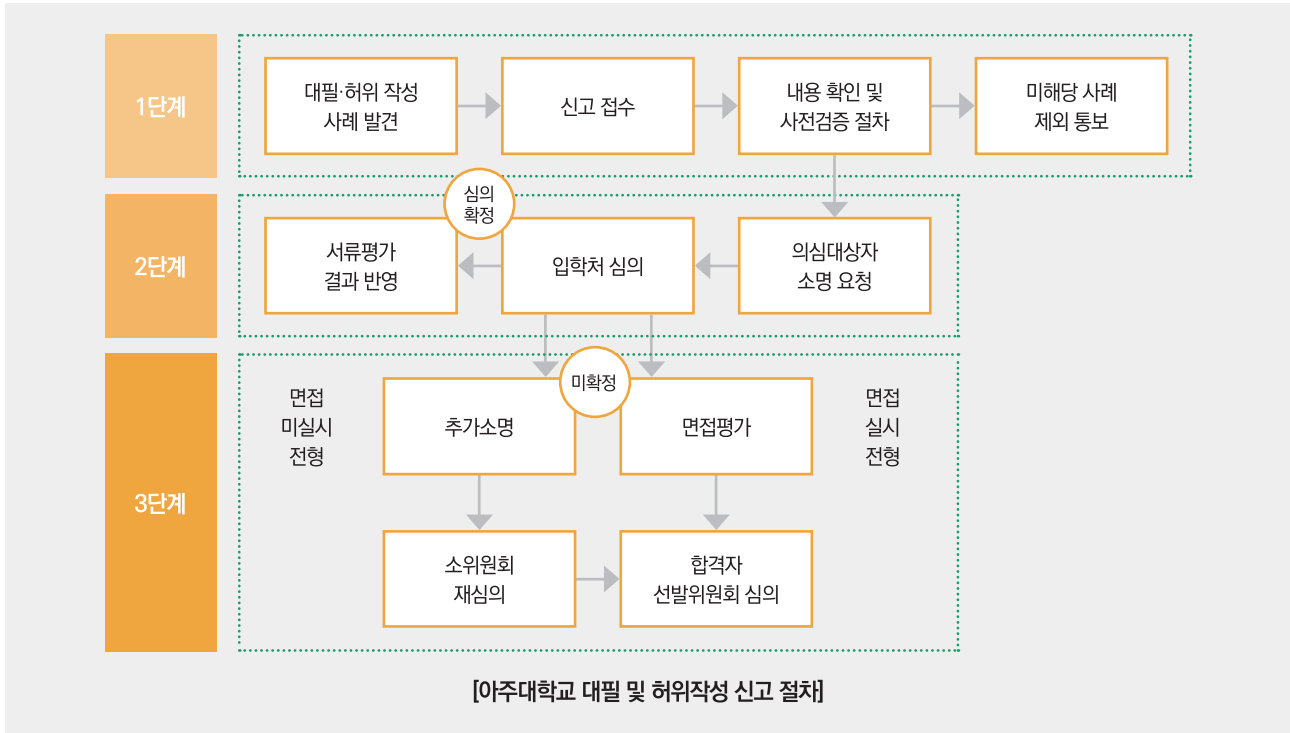 1단계
대필·허위 작성
사례 발견
신고 접수
내용 확인 및
사전검증 절차
미해당 사례
제외 통보
2단계
심의
확정
서류평가
결과 반영
입학처 심의
의심대상자
소명 요청
3단계
면접
미실시
전형
미확정
추가소명
면접평가
면접
실시
전형
소위원회
재심의
합격자
선발위원회 심의
[아주대학교 대필 및 허위작성 신고 절차]